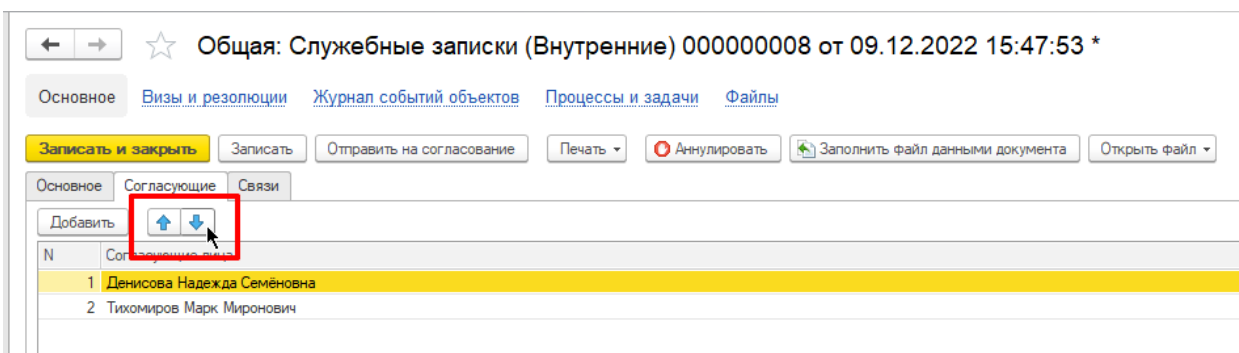 Общая: Служебные записки (Внутренние) 000000008 от 09.12.2022 15:47:53 *
Основное Визы и резолюции Журнал событий объектов Процессы и задачи Файлы
Записать и закрыть Записать Отправить на согласование Печать Аннулировать Заполнить файл данными документа Открыть файл
Основное Согласующие Связи
Добавить
N Согласующие лица
1 Денисова Надежда Семёновна
2 Тихомиров Марк Миронович